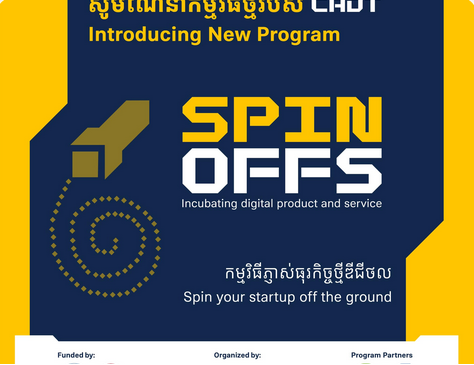 សូមណែនាំកម្មវិធីថ្មីរបស់ CADT
Introducing New Program
SPIN
OFFS
Incubating digital product and service
កម្មវិធីភ្ញាស់ធុរកិច្ចថ្មីឌីជីថល
Spin your startup off the ground
Funded by:
Organized by:
Program Partners